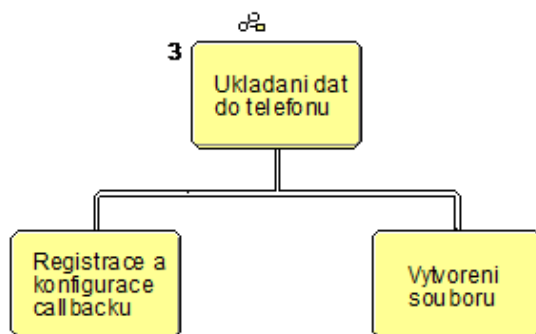 3
Ukladani dat
do telefonu
Registrace a
konfigurace
callbacku
Vytvoreni
souboru